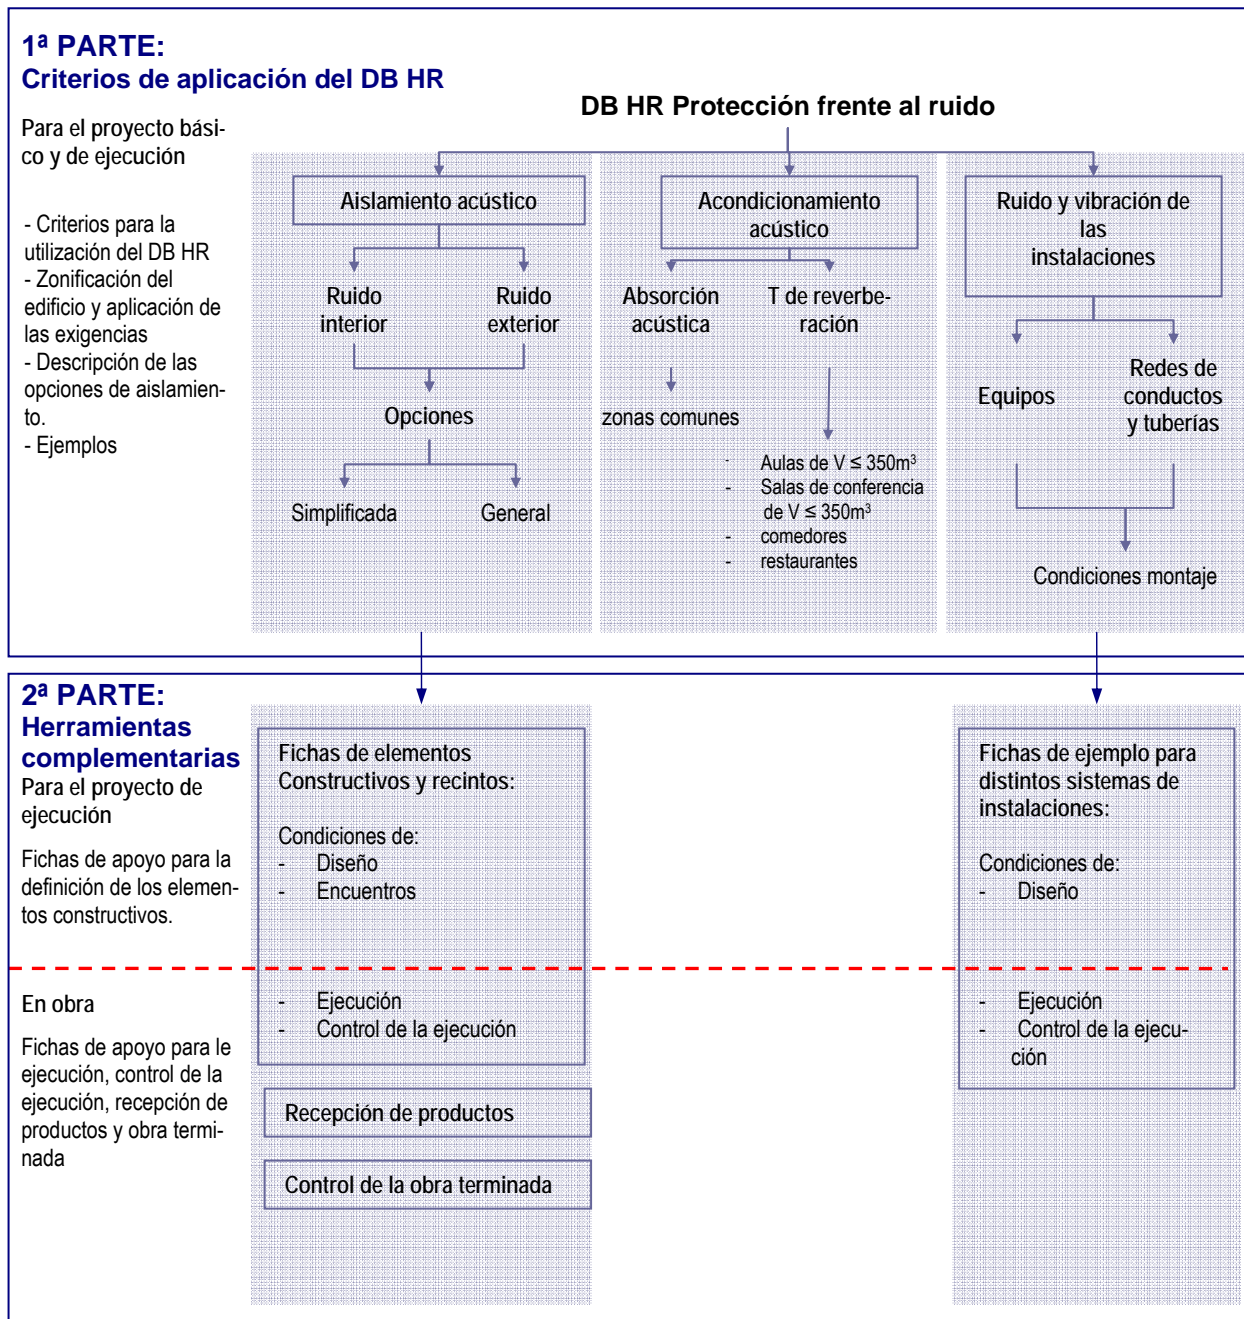 1ª PARTE:
Criterios de aplicación del DB HR
Para el proyecto bási-
co y de ejecución
- Criterios para la
utilización del DB HR
- Zonificación del
edificio y aplicación de
las exigencias
- Descripción de las
opciones de aislamien-
to.
- Ejemplos
DB HR Protección frente al ruido
Aislamiento acústico
Ruido
interior
Ruido
exterior
Opciones
Simplificada
General
Acondicionamiento
acústico
Absorción
acústica
T de reverbe-
ración
zonas comunes
- Aulas de V ≤ 350m³
- Salas de conferencia
de V ≤ 350m³
- comedores
- restaurantes
Ruido y vibración de
las
instalaciones
Equipos
Redes de
conductos
y tuberías
Condiciones montaje
2ª PARTE:
Herramientas
complementarias
Para el proyecto de
ejecución
Fichas de apoyo para la
definición de los elemen-
tos constructivos.
En obra
Fichas de apoyo para le
ejecución, control de la
ejecución, recepción de
productos y obra termi-
nada
Fichas de elementos
Constructivos y recintos:
Condiciones de:
- Diseño
- Encuentros
- Ejecución
- Control de la ejecución
Recepción de productos
Control de la obra terminada
Fichas de ejemplo para
distintos sistemas de
instalaciones:
Condiciones de:
- Diseño
- Ejecución
- Control de la ejecu-
ción